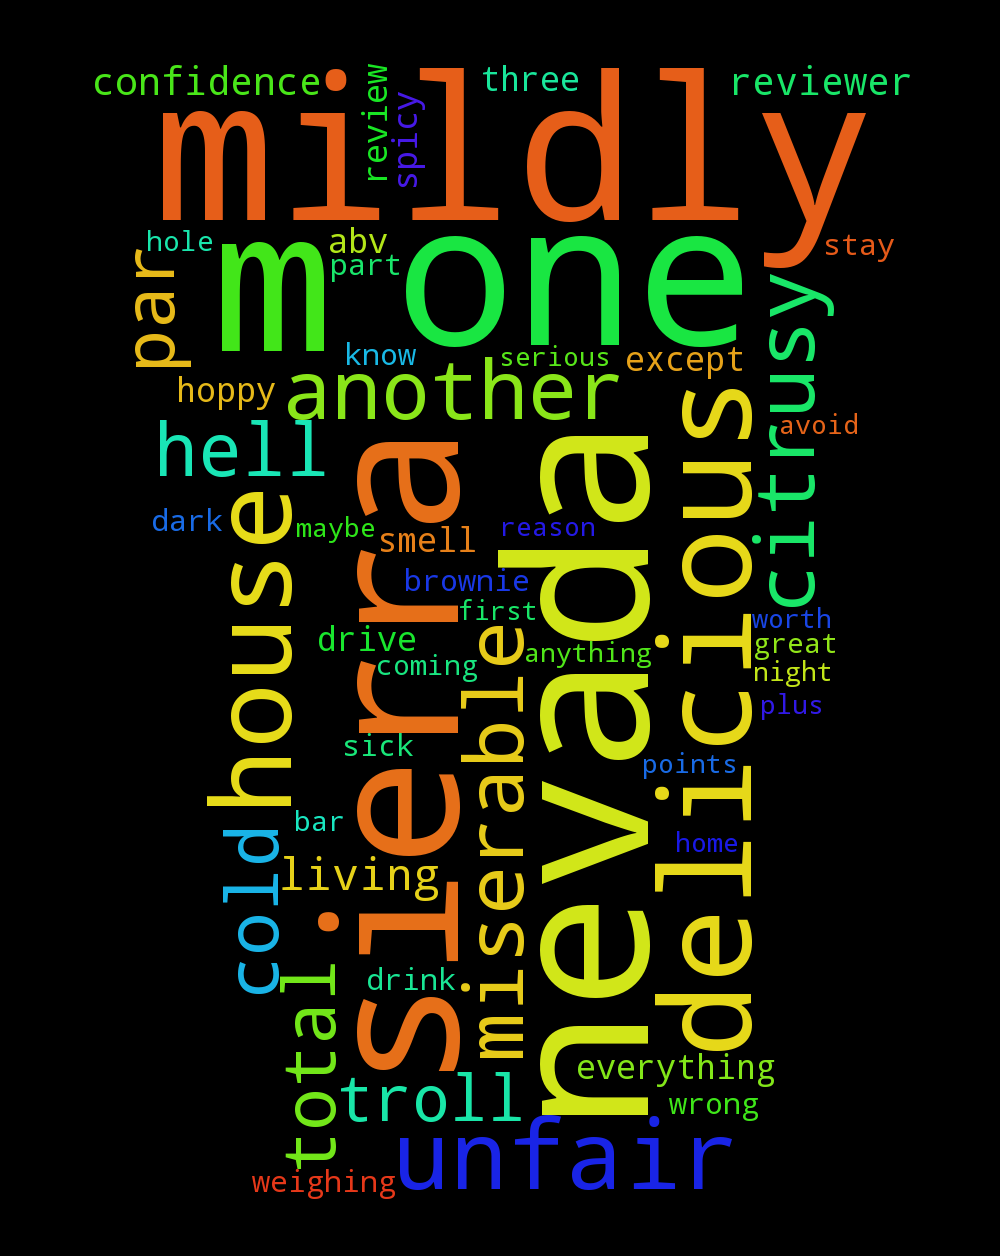 confidence
three
reviewer
review
spicy
mildly
hole
abv
part
stay
par
m
one
citrusy
know
serious
except
hoppy
another
delicious
avoid
hell
sierra
nevada
house
dark
maybe
smell
reason
brownie
first
worth
drive
miserable
anything
great
coming
night
plus
sick
points
bar
home
cold
living
total
drink
everything
troll
wrong
unfair
weighing